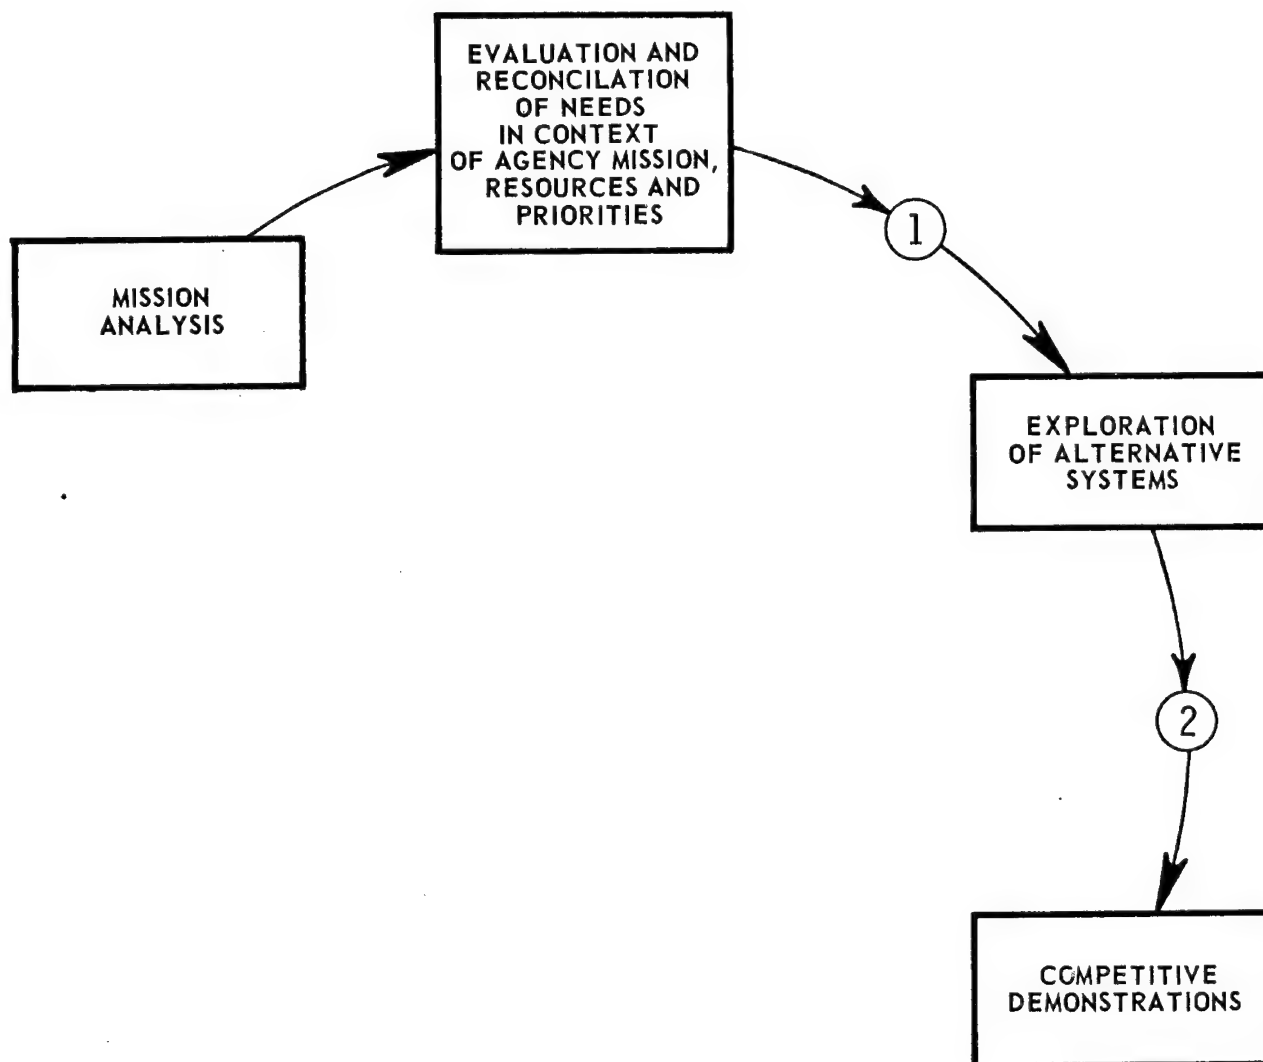 EVALUATION AND
RECONCILATION
OF NEEDS
IN CONTEXT
OF AGENCY MISSION,
RESOURCES AND
PRIORITIES
1
MISSION
ANALYSIS
EXPLORATION
OF ALTERNATIVE
SYSTEMS
2
COMPETITIVE
DEMONSTRATIONS